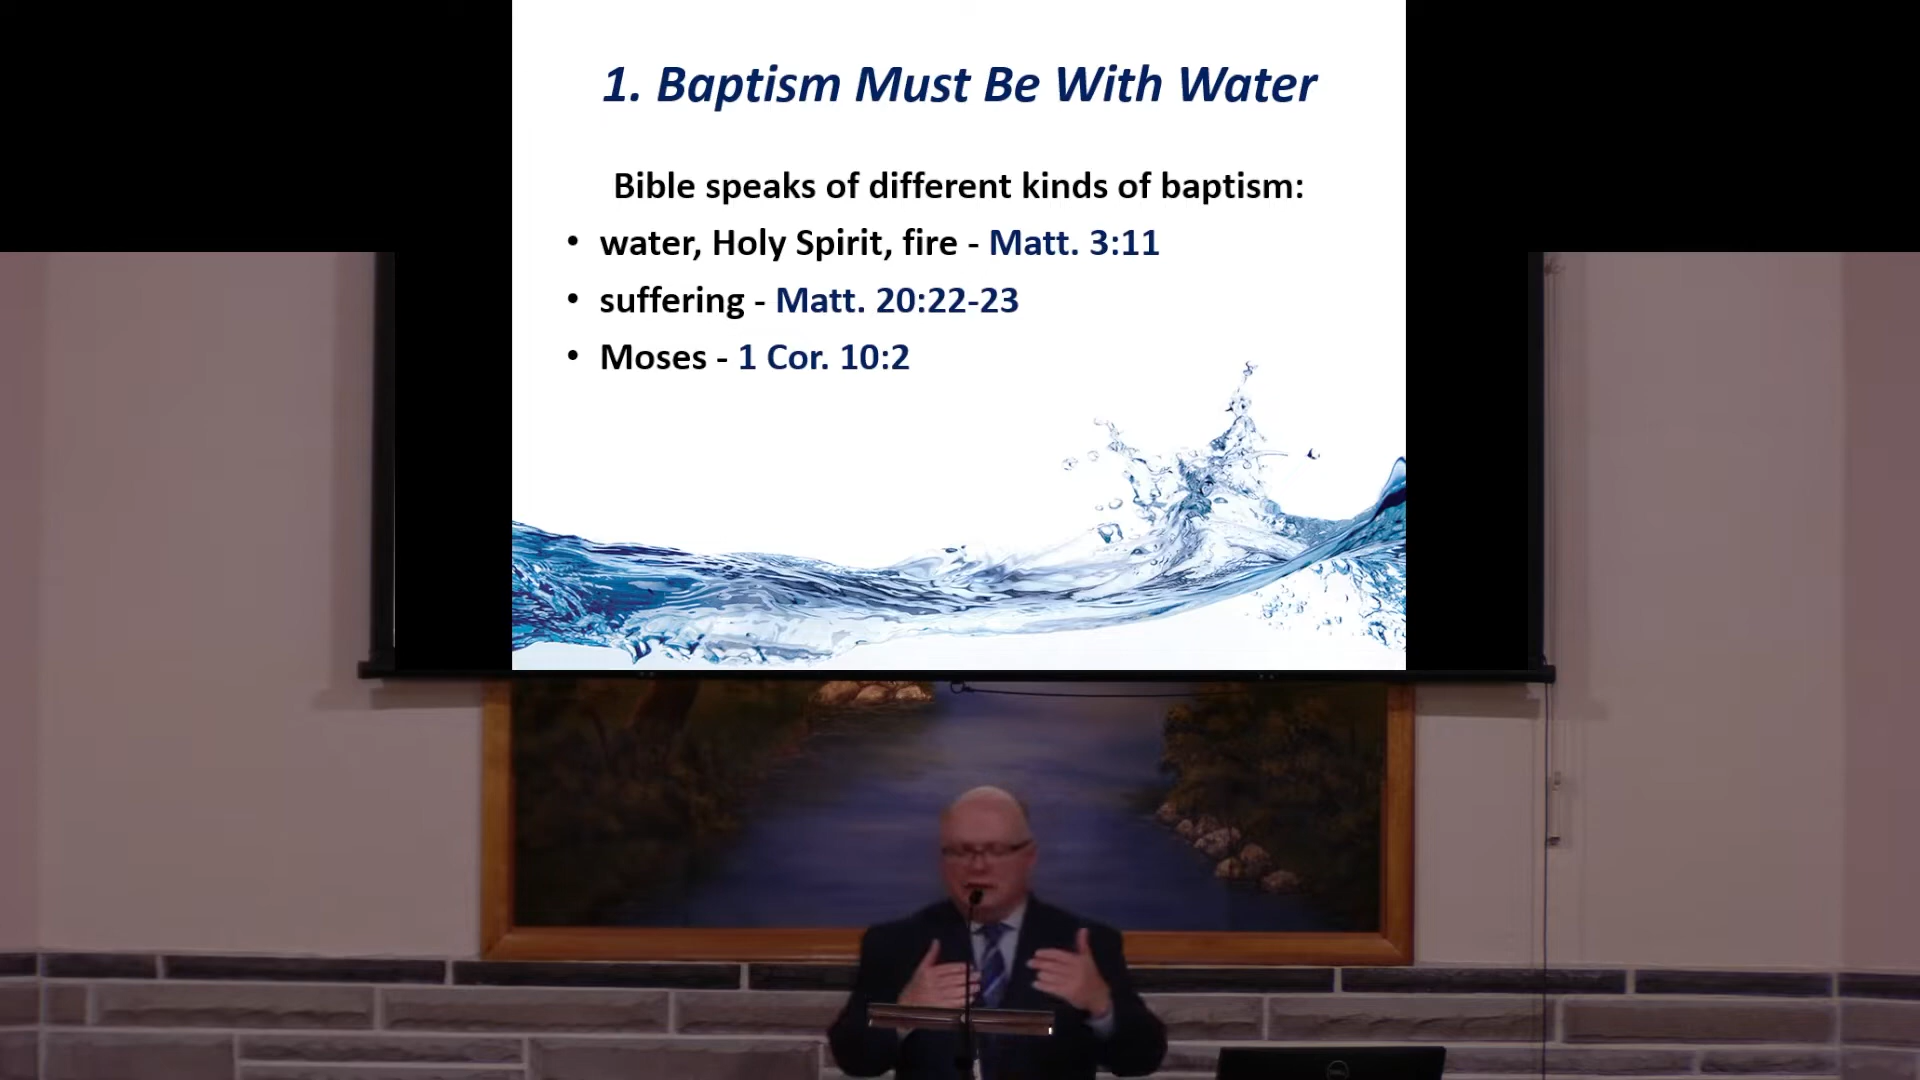 1. Baptism Must Be With Water
Bible speaks of different kinds of baptism:
• water, Holy Spirit, fire - Matt. 3:11
• suffering - Matt. 20:22-23
• Moses - 1 Cor. 10:2